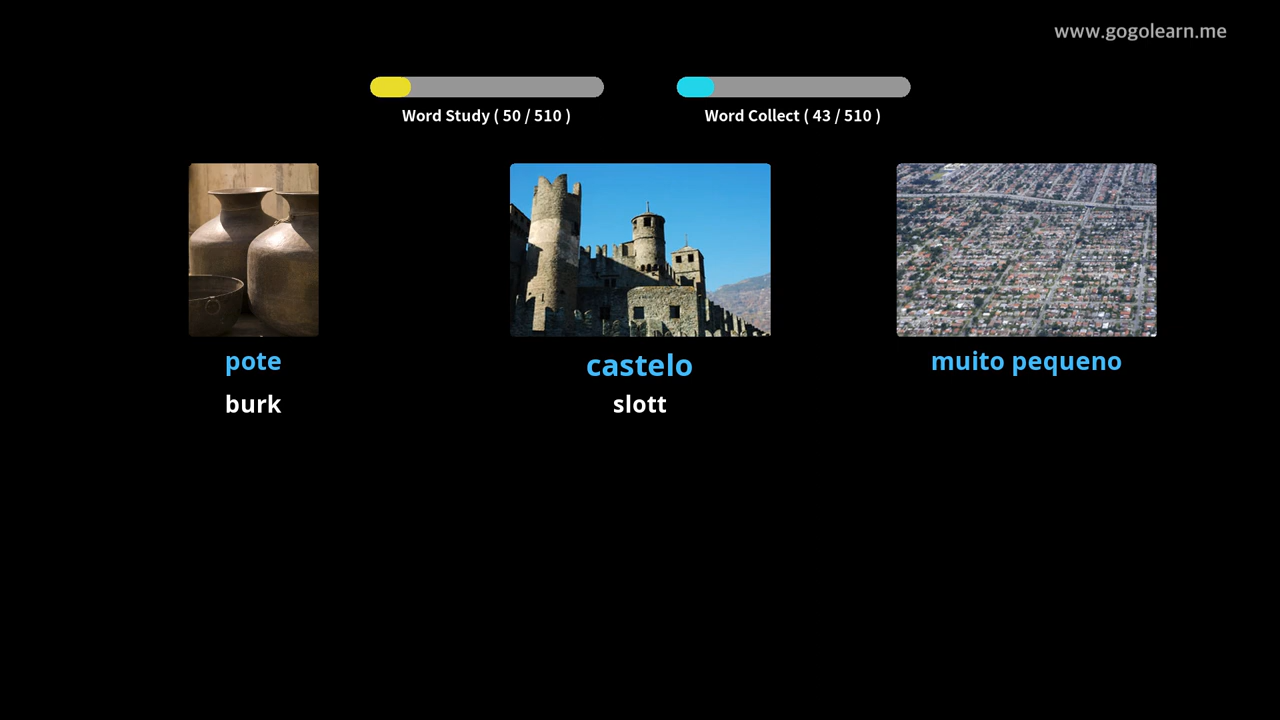 www.gogolearn.me
Word Study ( 50 / 510 )
Word Collect ( 43 / 510 )
pote
castelo
muito pequeno
burk
slott